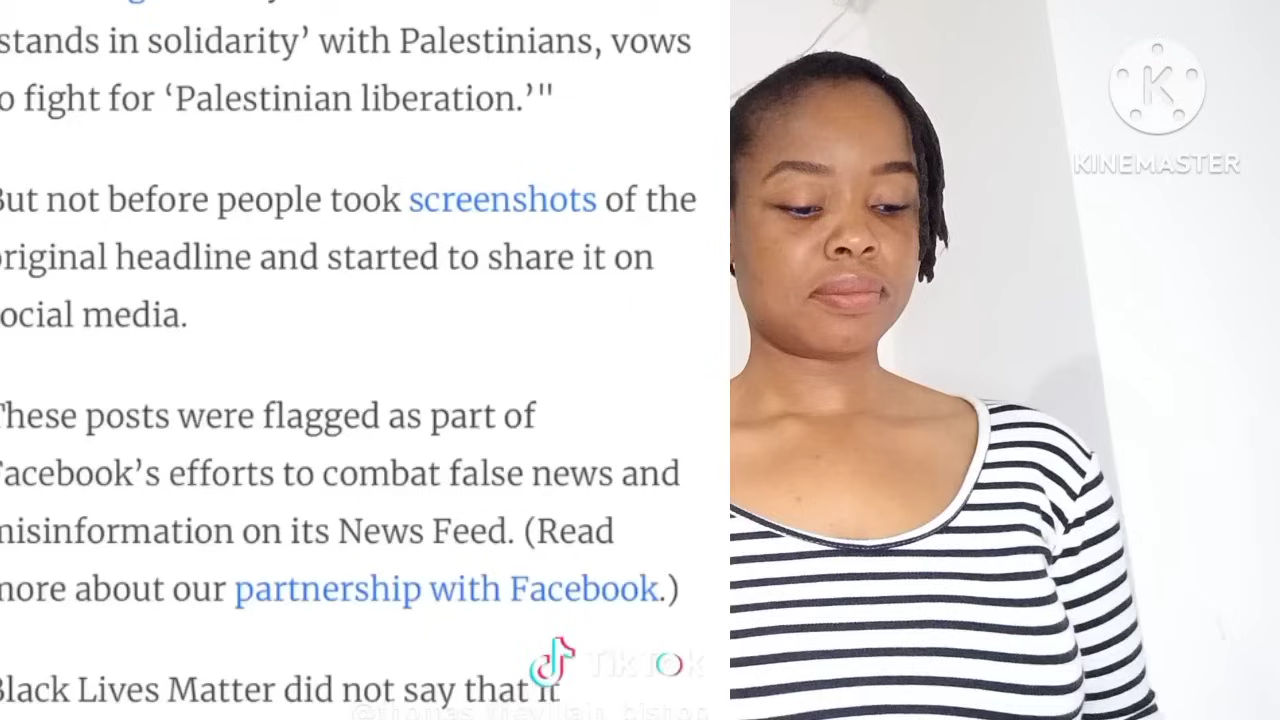 stands in solidarity’ with Palestinians, vows
o fight for ‘Palestinian liberation.’"
But not before people took screenshots of the
original headline and started to share it on
ocial media.
These posts were flagged as part of
Facebook’s efforts to combat false news and
misinformation on its News Feed. (Read
more about our partnership with Facebook.)
Black Lives Matter did not say that it
TikTok
KINEMASTER